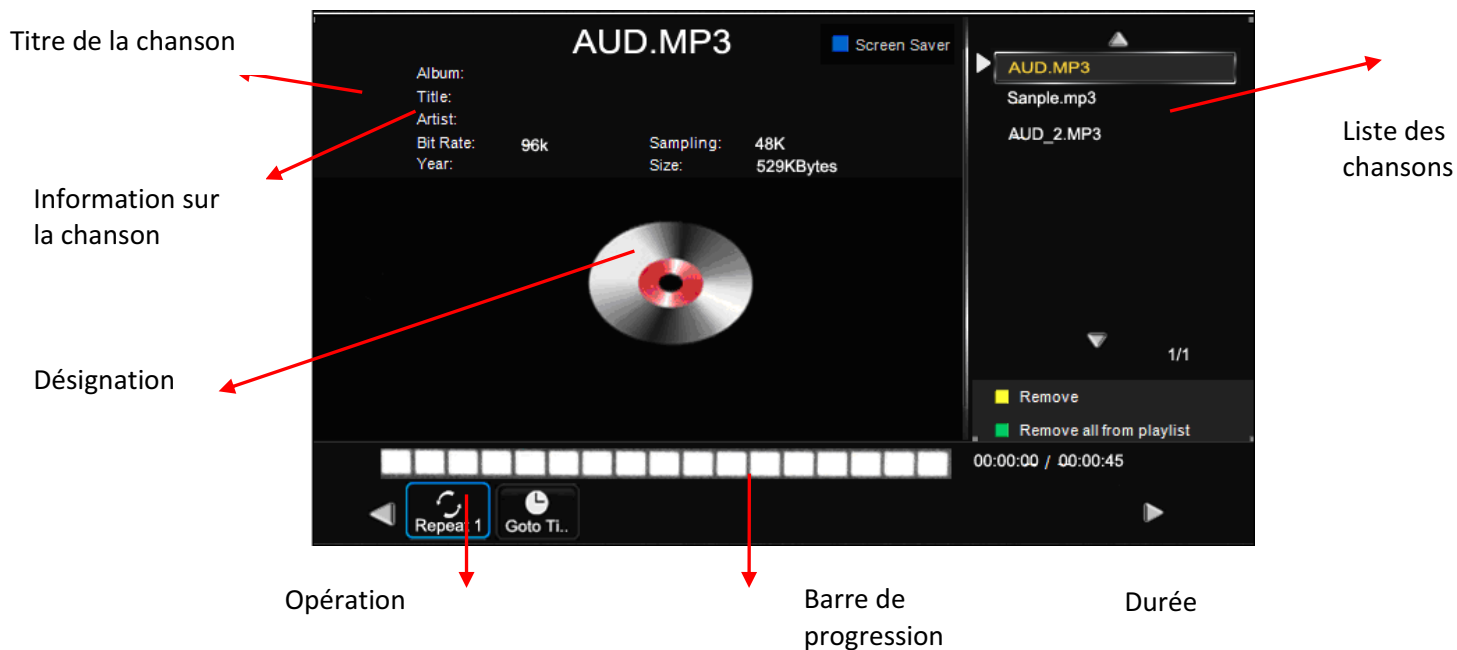 Titre de la chanson
AUD.MP3
Screen Saver
Album:
Title:
Artist:
Bit Rate: 96k Sampling: 48K
Year: Size: 529KBytes
AUD.MP3
Sanple.mp3
AUD_2.MP3
Liste des
chansons
Information sur
la chanson
Désignation
1/1
Remove
Remove all from playlist
00:00:00 / 00:00:45
Repeat 1
Goto Ti..
Opération
Barre de
progression
Durée